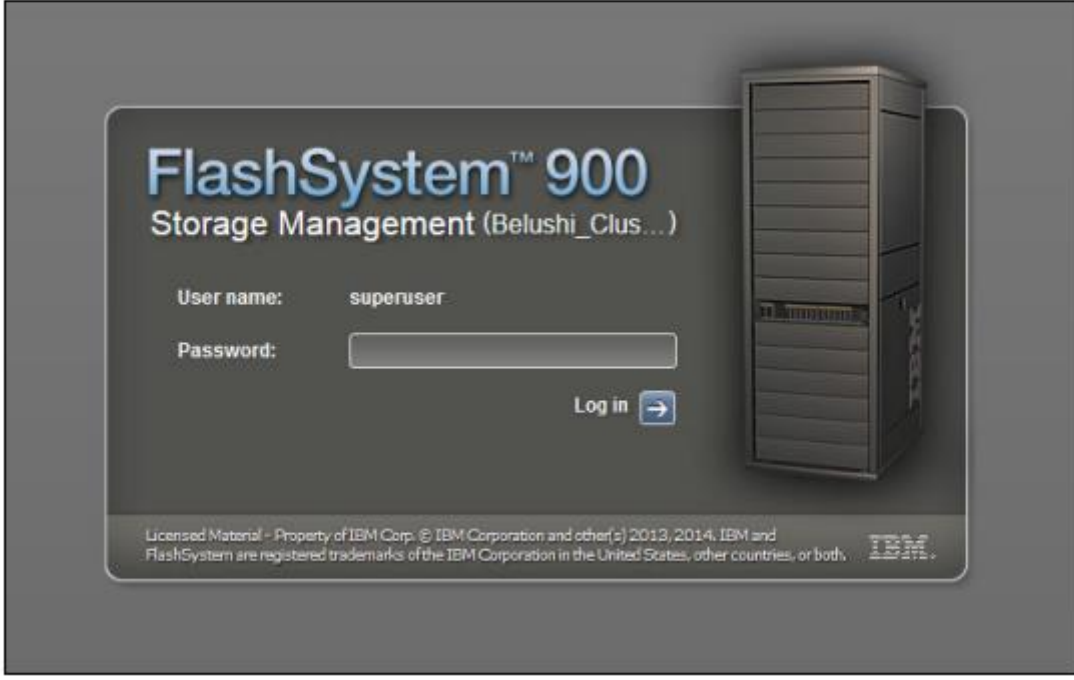 FlashSystem™ 900
Storage Management (Belushi_Clus...)
User name: superuser
Password:
Log in
IBM
Licensed Material - Property of IBM Corp. © IBM Corporation and other(s) 2013, 2014. IBM and
FlashSystem are registered trademarks of the IBM Corporation in the United States, other countries, or both.
IBM.